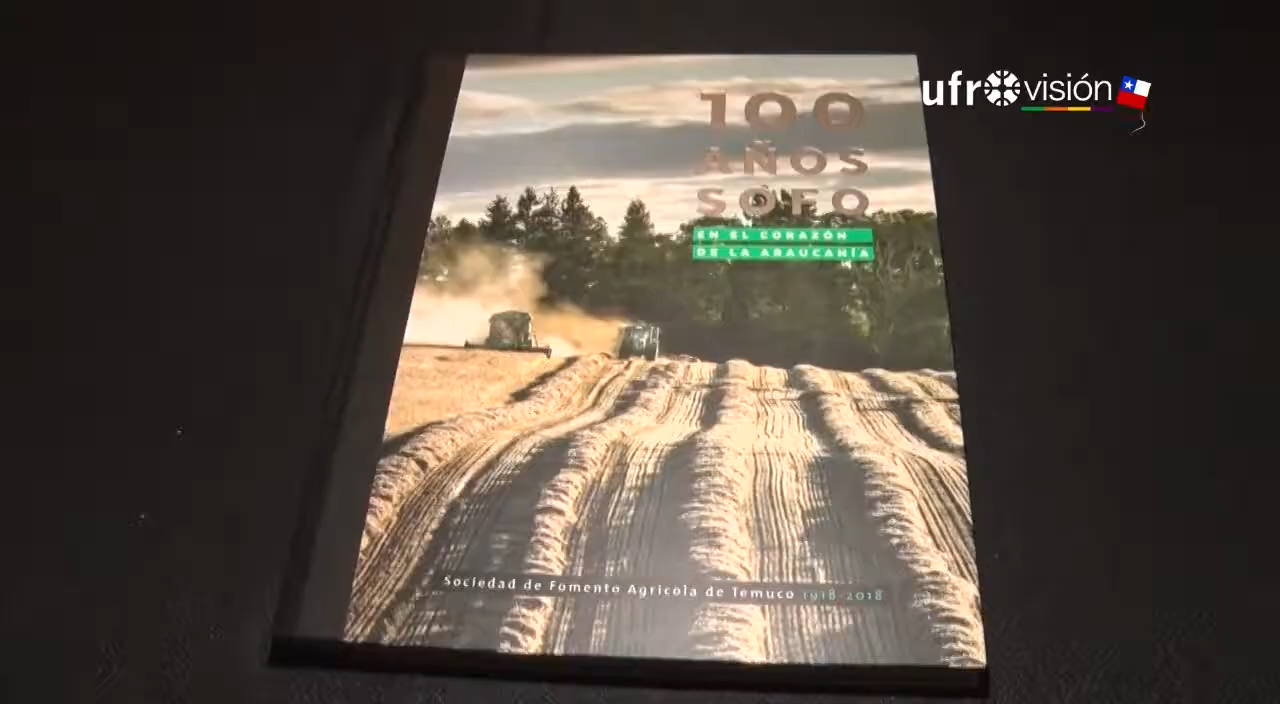 100
AÑOS
SOFO
EN EL CORAZÓN
DE LA ARAUCANÍA
Sociedad de Fomento Agrícola de Temuco 1918-2018
ufrovisión